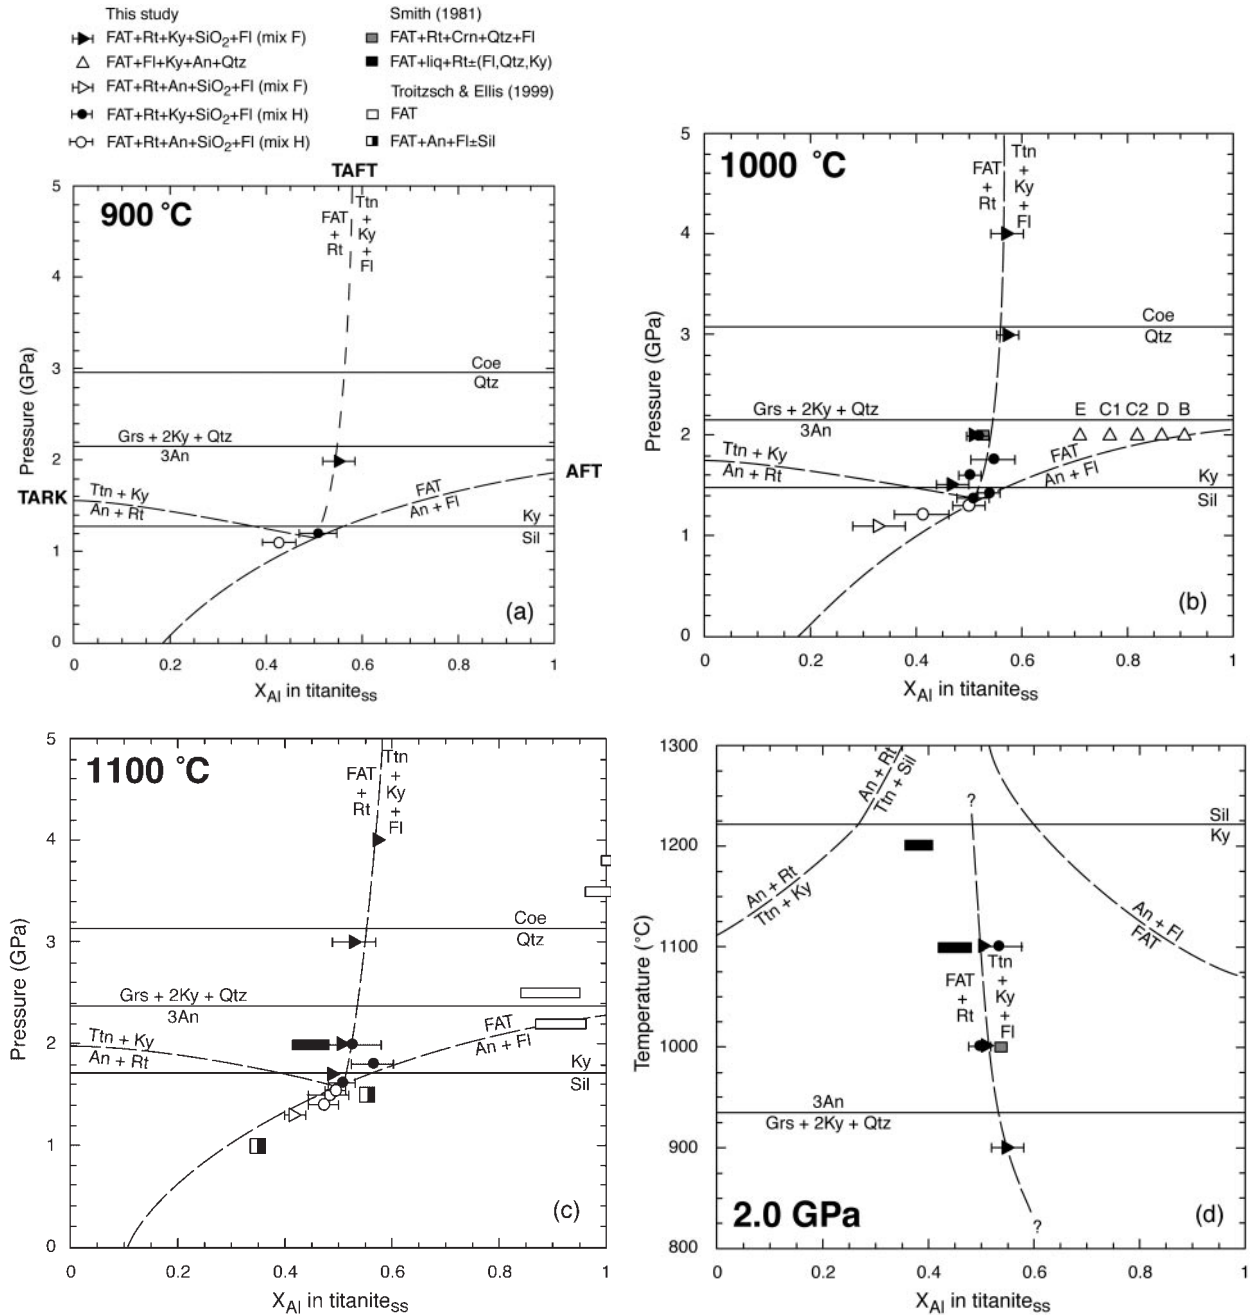 This study
FAT+Rt+Ky+SiO2+Fl (mix F)
FAT+Fl+Ky+An+Qtz
FAT+Rt+An+SiO2+Fl (mix F)
FAT+Rt+Ky+SiO2+Fl (mix H)
FAT+Rt+An+SiO2+Fl (mix H)
Smith (1981)
FAT+Rt+Crn+Qtz+Fl
FAT+liq+Rt±(Fl,Qtz,Ky)
Troitzsch & Ellis (1999)
FAT
FAT+An+Fl±Sil
TAFT
900 °C
5
4
3
2
1
0
Pressure (GPa)
FAT
+
Rt
Ttn
+
Ky
+
Fl
Coe
Qtz
Grs + 2Ky + Qtz
3An
TARK
Ttn + Ky
An + Rt
FAT
An + Fl
AFT
Ky
Sil
(a)
0 0.2 0.4 0.6 0.8 1
XAl in titanitess
1000 °C
5
4
3
2
1
0
Pressure (GPa)
FAT
+
Rt
Ttn
+
Ky
+
Fl
Coe
Qtz
Grs + 2Ky + Qtz
3An
E C1 C2 D B
Ttn + Ky
An + Rt
FAT
An + Fl
Ky
Sil
(b)
0 0.2 0.4 0.6 0.8 1
XAl in titanitess
1100 °C
5
4
3
2
1
0
Pressure (GPa)
FAT
+
Rt
Ttn
+
Ky
+
Fl
Coe
Qtz
Grs + 2Ky + Qtz
3An
Ttn + Ky
An + Rt
FAT
An + Fl
Ky
Sil
(c)
0 0.2 0.4 0.6 0.8 1
XAl in titanitess
1300
1200
1100
1000
900
800
Temperature (°C)
An + Rt
Ttn + Sil
?
Sil
Ky
An + Rt
Ttn + Ky
An + Fl
FAT
FAT
+
Rt
Ttn
+
Ky
+
Fl
3An
Grs + 2Ky + Qtz
?
2.0 GPa
(d)
0 0.2 0.4 0.6 0.8 1
XAl in titanitess